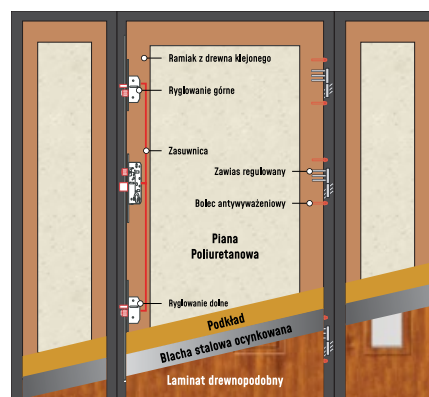 Ramiak z drewna klejonego
Ryglowanie górne
Zasuwnica
Zawias regulowany
Bolec antywyważeniowy
Piana
Poliuretanowa
Ryglowanie dolne
Podkład
Blacha stalowa ocynkowana
Laminat drewnopodobny